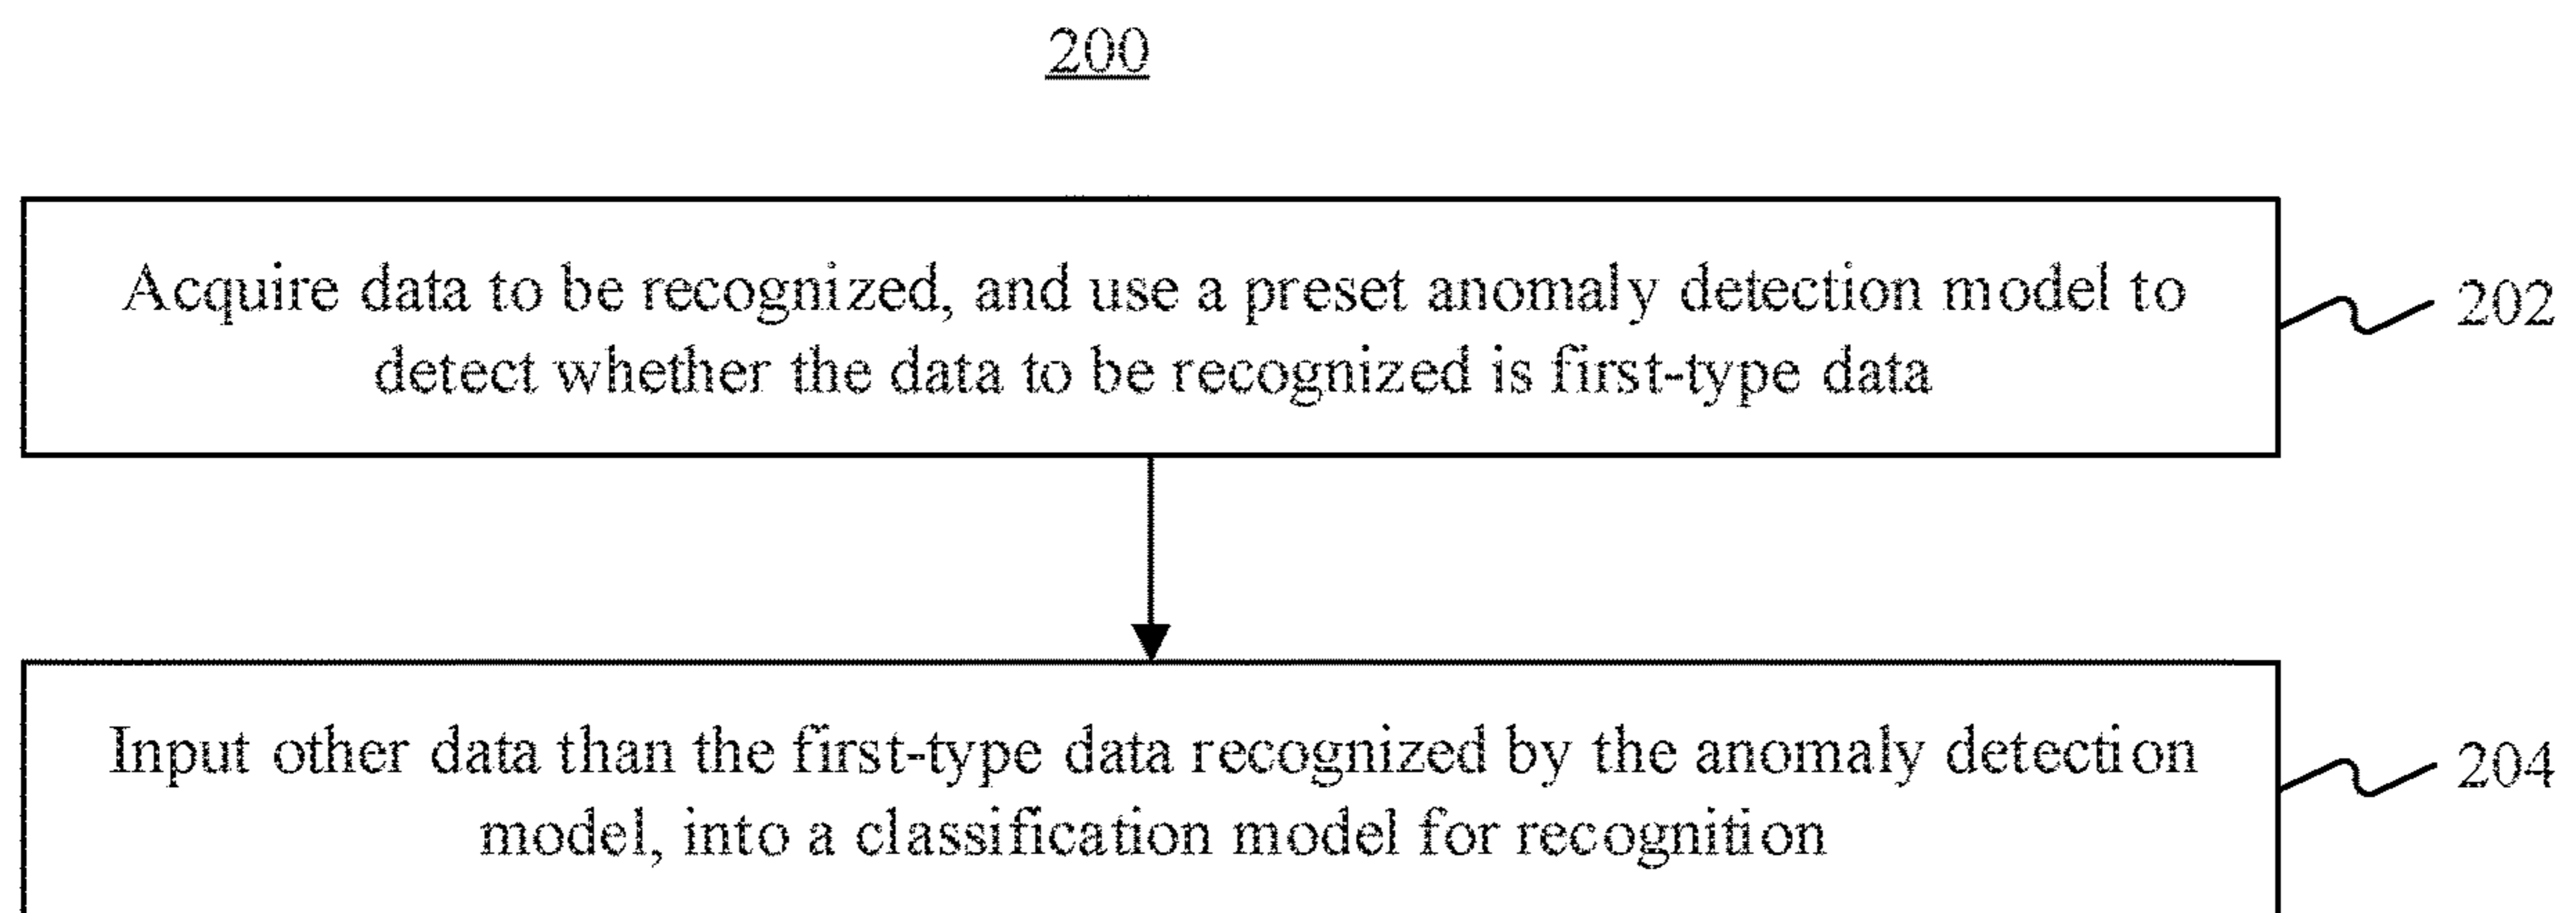 200
Acquire data to be recognized, and use a preset anomaly detection model to
detect whether the data to be recognized is first-type data
202
Input other data than the first-type data recognized by the anomaly detection
model, into a classification model for recognition
204